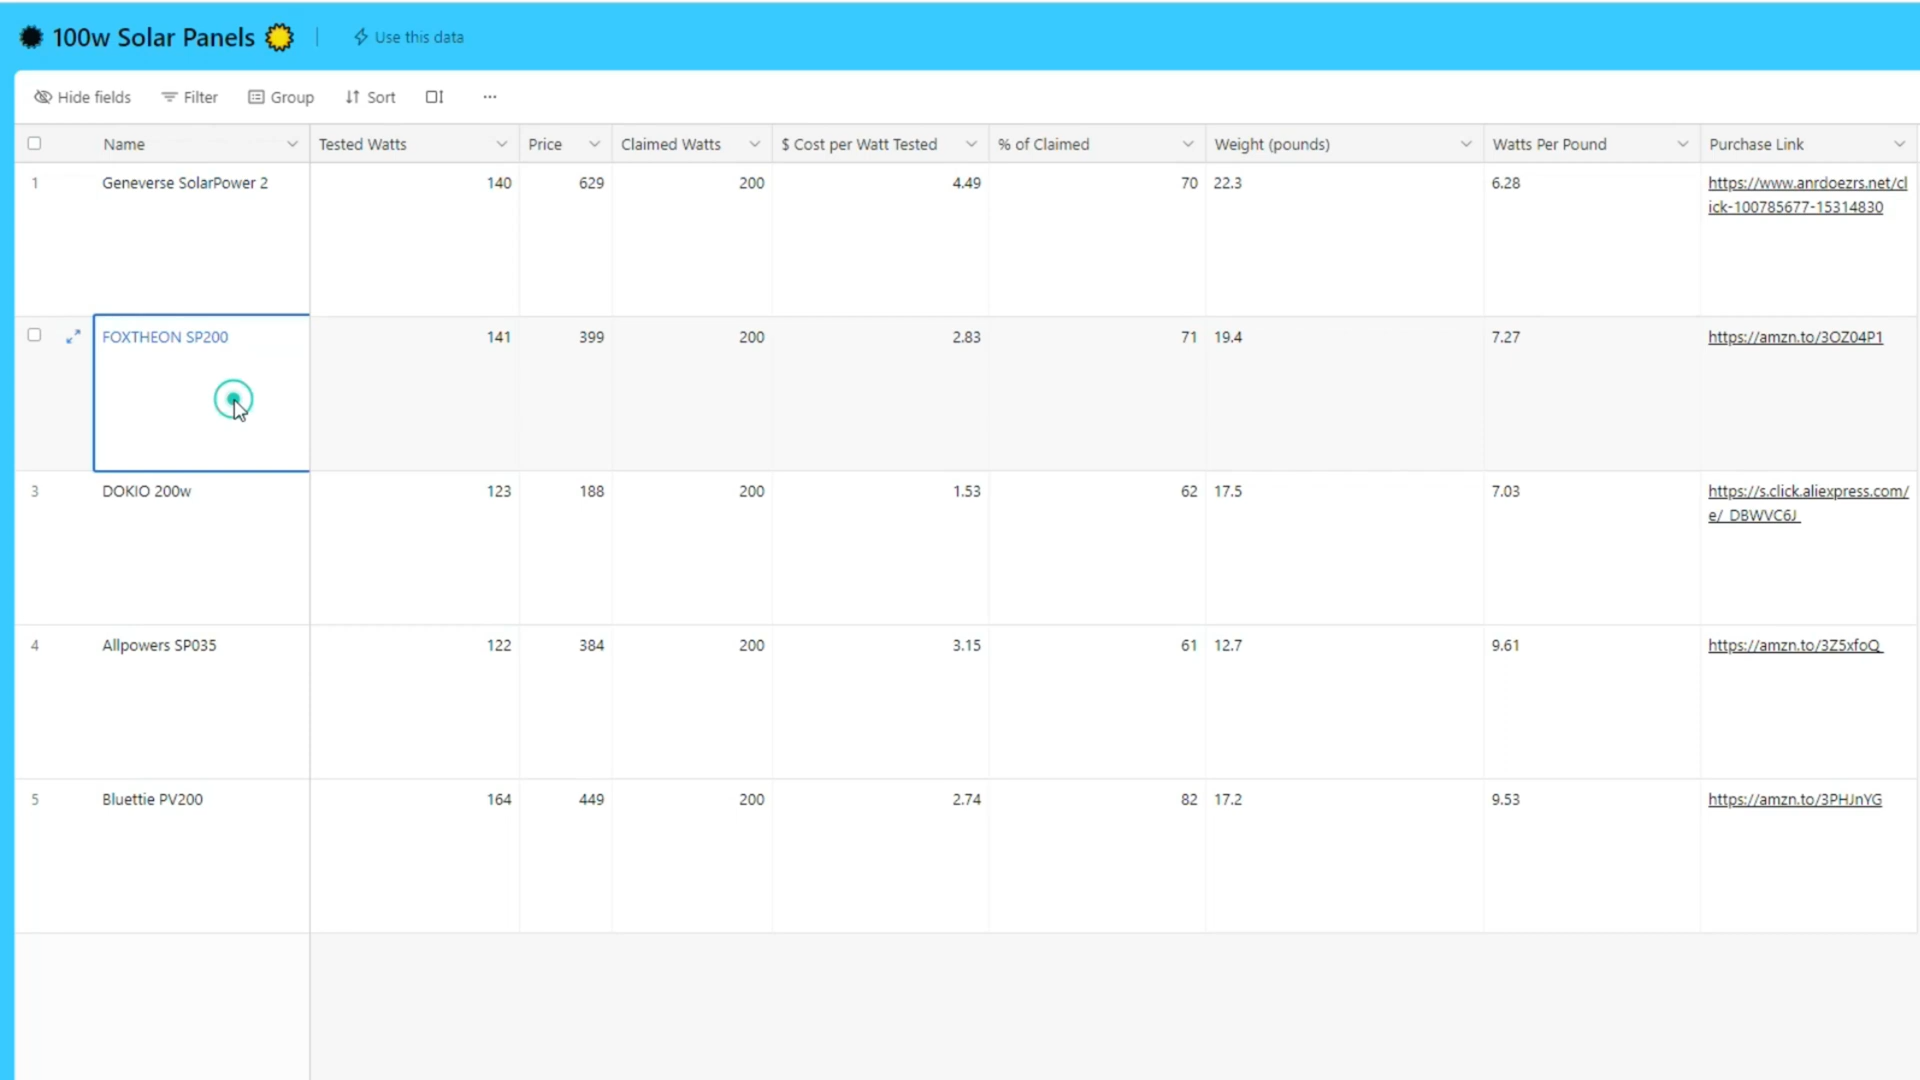 100w Solar Panels
Use this data
Hide fields Filter Group Sort ...
Name Tested Watts Price Claimed Watts $ Cost per Watt Tested % of Claimed Weight (pounds) Watts Per Pound Purchase Link
1 Geneverse SolarPower 2 140 629 200 4.49 70 22.3 6.28 https://www.anrdoezrs.net/cl
ick-100785677-15314830
FOXTHEON SP200 141 399 200 2.83 71 19.4 7.27 https://amzn.to/3OZ04P1
3 DOKIO 200w 123 188 200 1.53 62 17.5 7.03 https://s.click.aliexpress.com/
e/_DBWVC6J
4 Allpowers SP035 122 384 200 3.15 61 12.7 9.61 https://amzn.to/3Z5xfoQ
5 Bluettie PV200 164 449 200 2.74 82 17.2 9.53 https://amzn.to/3PHJnYG